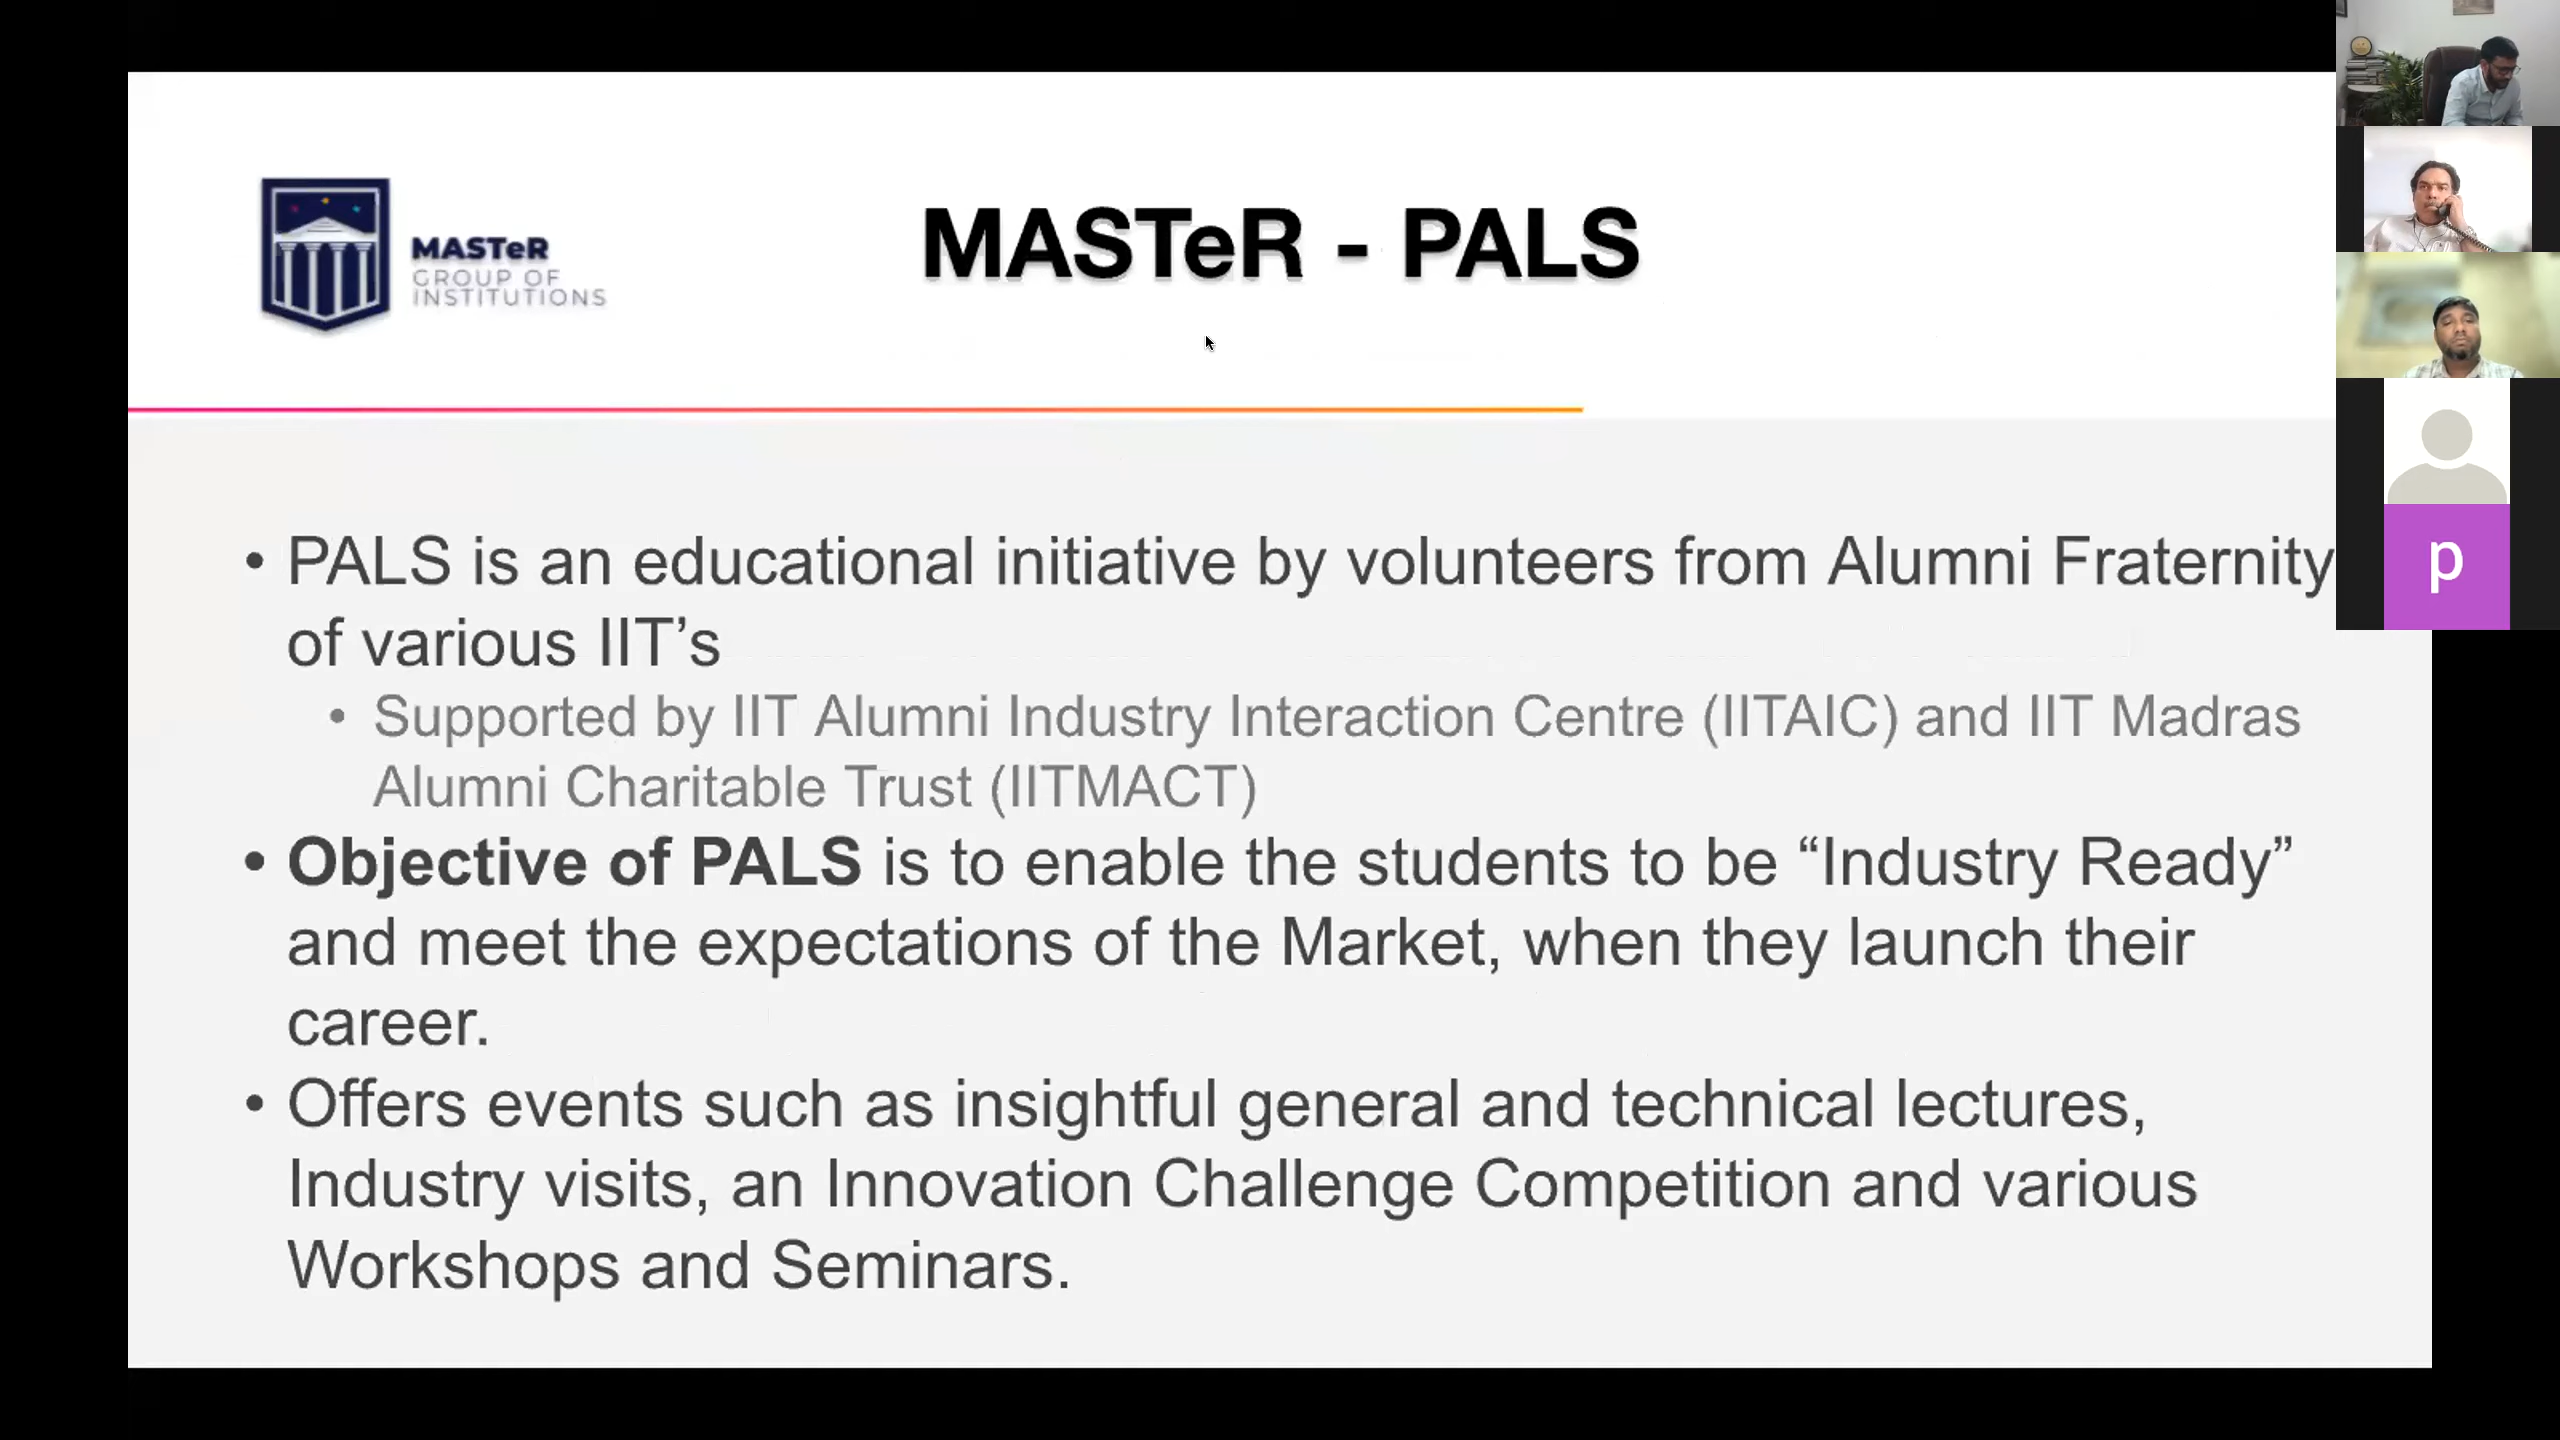 MASTeR
GROUP OF
INSTITUTIONS
MASTeR - PALS
• PALS is an educational initiative by volunteers from Alumni Fraternity
of various IIT’s
• Supported by IIT Alumni Industry Interaction Centre (IITAIC) and IIT Madras
Alumni Charitable Trust (IITMACT)
• Objective of PALS is to enable the students to be “Industry Ready”
and meet the expectations of the Market, when they launch their
career.
• Offers events such as insightful general and technical lectures,
Industry visits, an Innovation Challenge Competition and various
Workshops and Seminars.
p